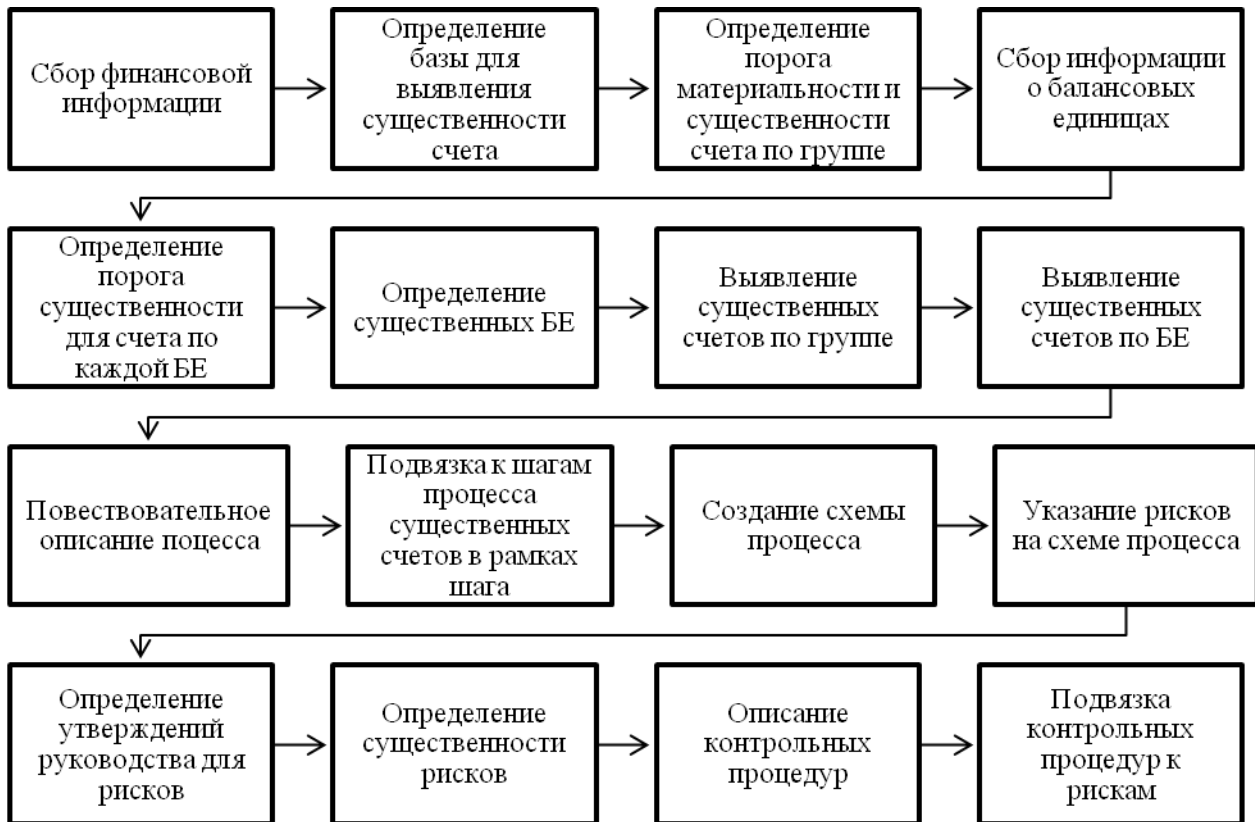 Сбор финансовой
информации
Определение
базы для
выявления
существенности
счета
Определение
порога
материальности и
существенности
счета по группе
Сбор информации
о балансовых
единицах
Определение
порога
существенности
для счета по
каждой БЕ
Определение
существенных БЕ
Выявление
существенных
счетов по группе
Выявление
существенных
счетов по БЕ
Повествовательное
описание поцесса
Подвязка к шагам
процесса
существенных
счетов в рамках
шага
Создание схемы
процесса
Указание рисков
на схеме процесса
Определение
утверждений
руководства для
рисков
Определение
существенности
рисков
Описание
контрольных
процедур
Подвязка
контрольных
процедур к
рискам